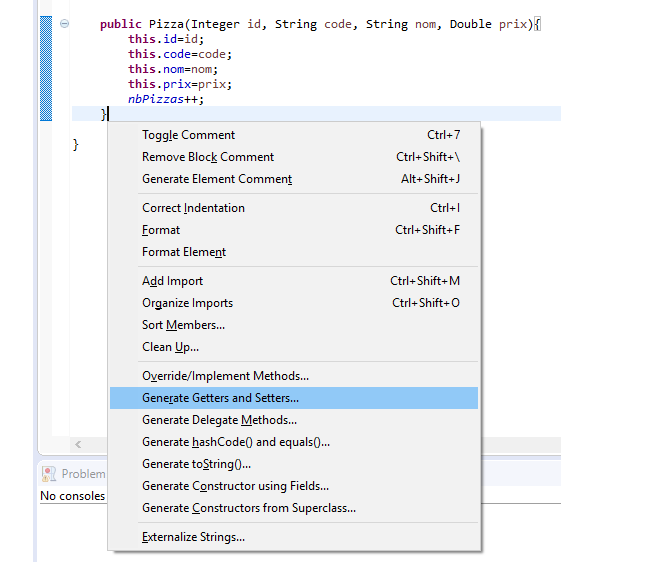 public Pizza(Integer id, String code, String nom, Double prix){
this.id=id;
this.code=code;
this.nom=nom;
this.prix=prix;
nbPizzas++;
}
}
Toggle Comment Ctrl+7
Remove Block Comment Ctrl+Shift+\
Generate Element Comment Alt+Shift+J
Correct Indentation Ctrl+I
Format Ctrl+Shift+F
Format Element
Add Import Ctrl+Shift+M
Organize Imports Ctrl+Shift+O
Sort Members...
Clean Up...
Override/Implement Methods...
Generate Getters and Setters...
Generate Delegate Methods...
Generate hashCode() and equals()...
Generate toString()...
Generate Constructor using Fields...
Generate Constructors from Superclass...
Externalize Strings...
Problem
No consoles